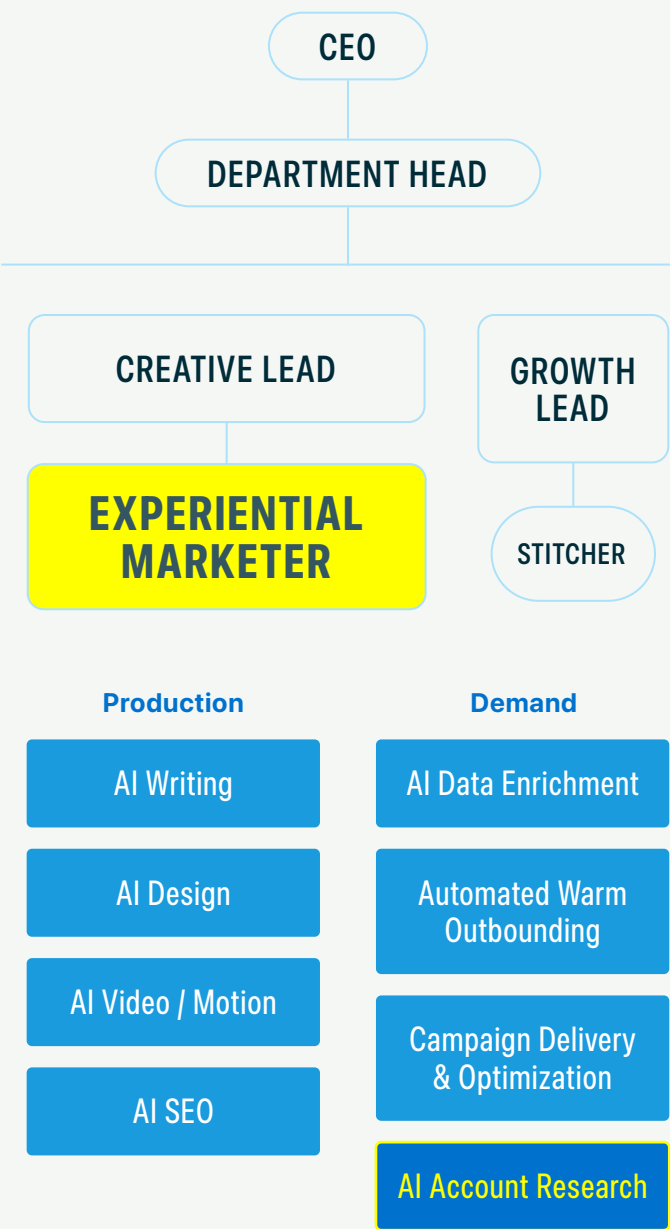 CEO
DEPARTMENT HEAD
CREATIVE LEAD
EXPERIENTIAL
MARKETER
GROWTH
LEAD
STITCHER
Production
AI Writing
AI Design
AI Video / Motion
AI SEO
Demand
AI Data Enrichment
Automated Warm
Outbounding
Campaign Delivery
& Optimization
AI Account Research